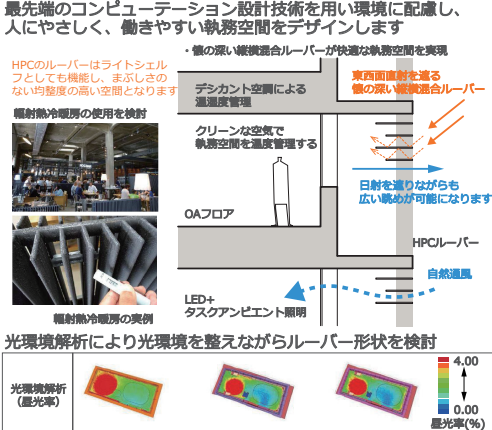 最先端のコンピューテーション設計技術を用い環境に配慮し、
人にやさしく、働きやすい執務空間をデザインします
・懐の深い縦横混合ルーバーが快適な執務空間を実現
HPCのルーバーはライトシェル
フとしても機能し、まぶしさの
ない均整度の高い空間となります
輻射熱冷暖房の使用を検討
輻射熱冷暖房の実例
デシカント空調による
温湿度管理
クリーンな空気で
執務空間を温度管理する
OAフロア
LED+
タスクアンビエント照明
東西面直射を遮る
懐の深い縦横混合ルーバー
日射を遮りながらも
広い眺めが可能になります
HPCルーバー
自然通風
光環境解析により光環境を整えながらルーバー形状を検討
光環境解析
（昼光率）
4.00
0.00
昼光率(%)